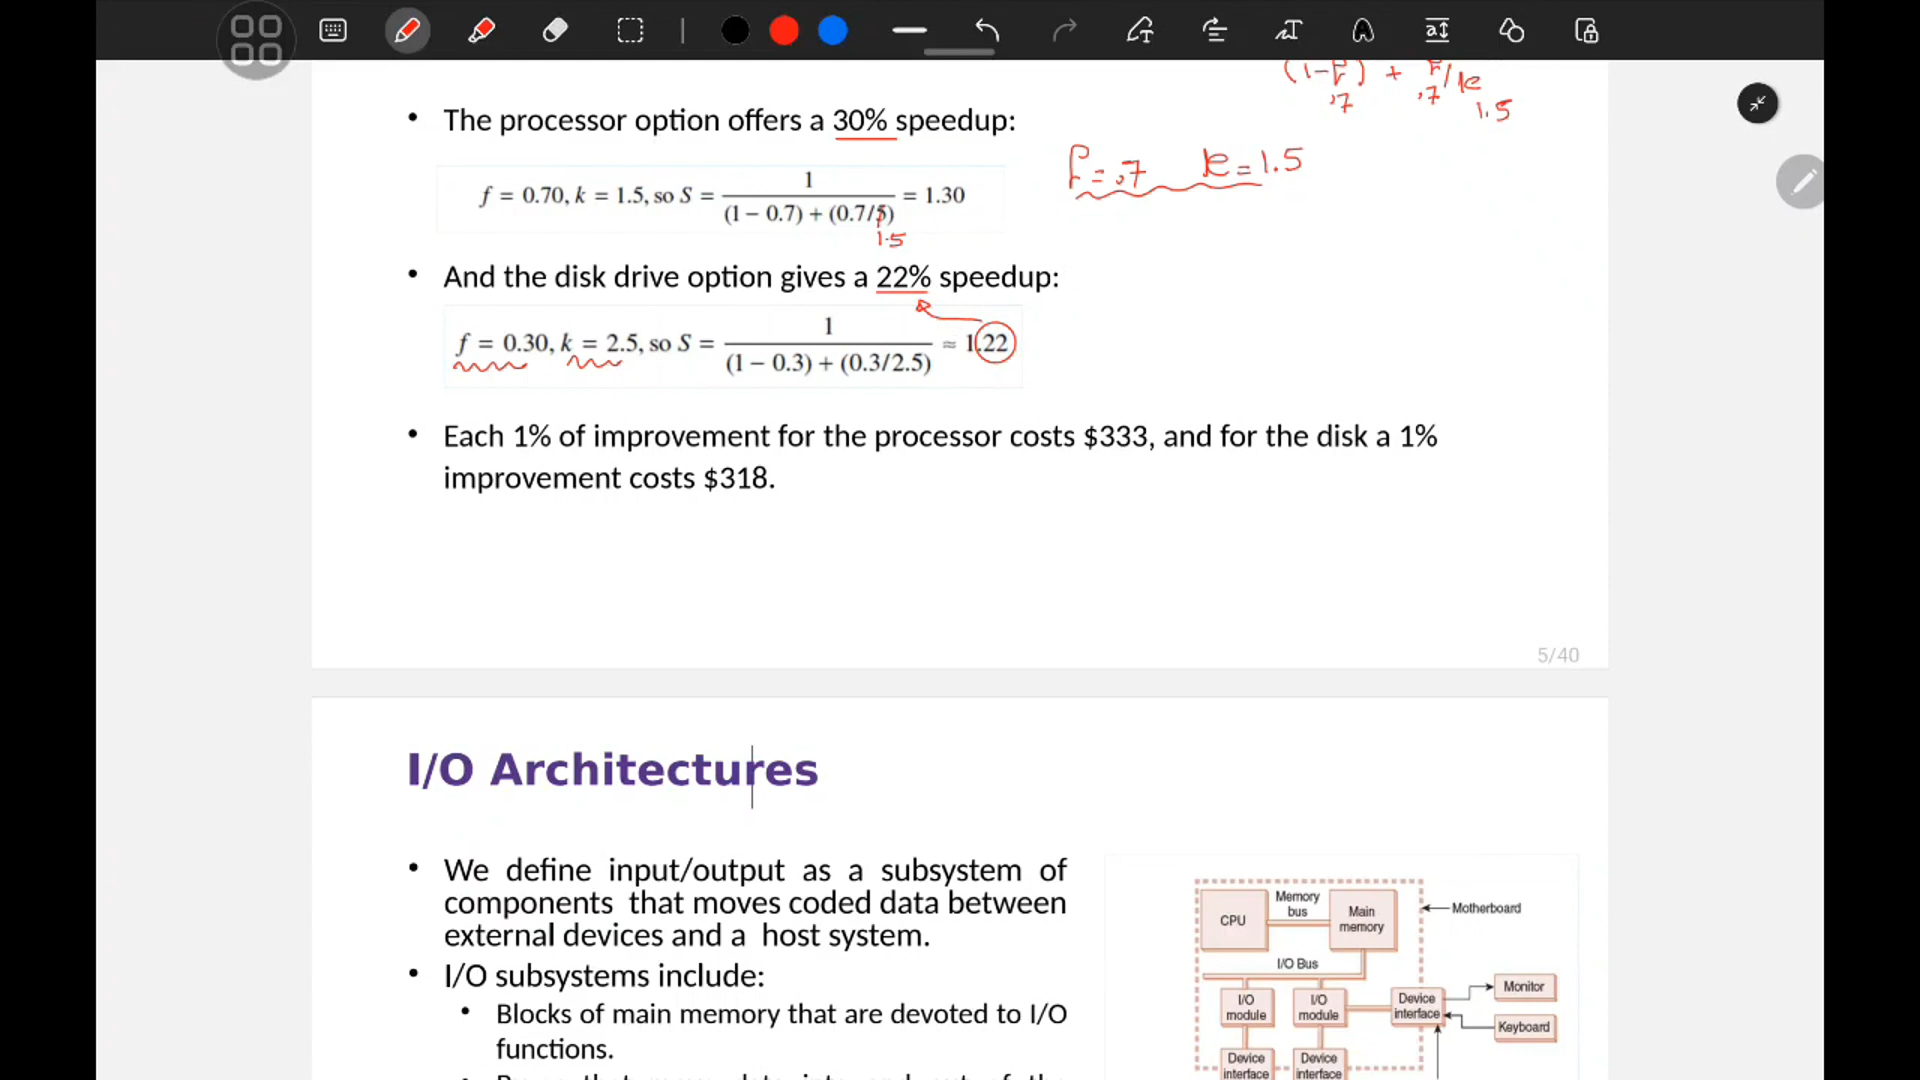 (1-f) + f/k
.7 .7 1.5
• The processor option offers a 30% speedup:
f = .7 k = 1.5
f = 0.70, k = 1.5, so S = 1 / (1 − 0.7) + (0.7/5) = 1.30
1.5
• And the disk drive option gives a 22% speedup:
f = 0.30, k = 2.5, so S = 1 / (1 − 0.3) + (0.3/2.5) ≈ 1.22
• Each 1% of improvement for the processor costs $333, and for the disk a 1%
improvement costs $318.
5/40
I/O Architectures
• We define input/output as a subsystem of
components that moves coded data between
external devices and a host system.
• I/O subsystems include:
• Blocks of main memory that are devoted to I/O
functions.
CPU
Memory
bus
Main
memory
Motherboard
I/O Bus
I/O
module
I/O
module
Device
interface
Monitor
Keyboard
Device
interface
Device
interface